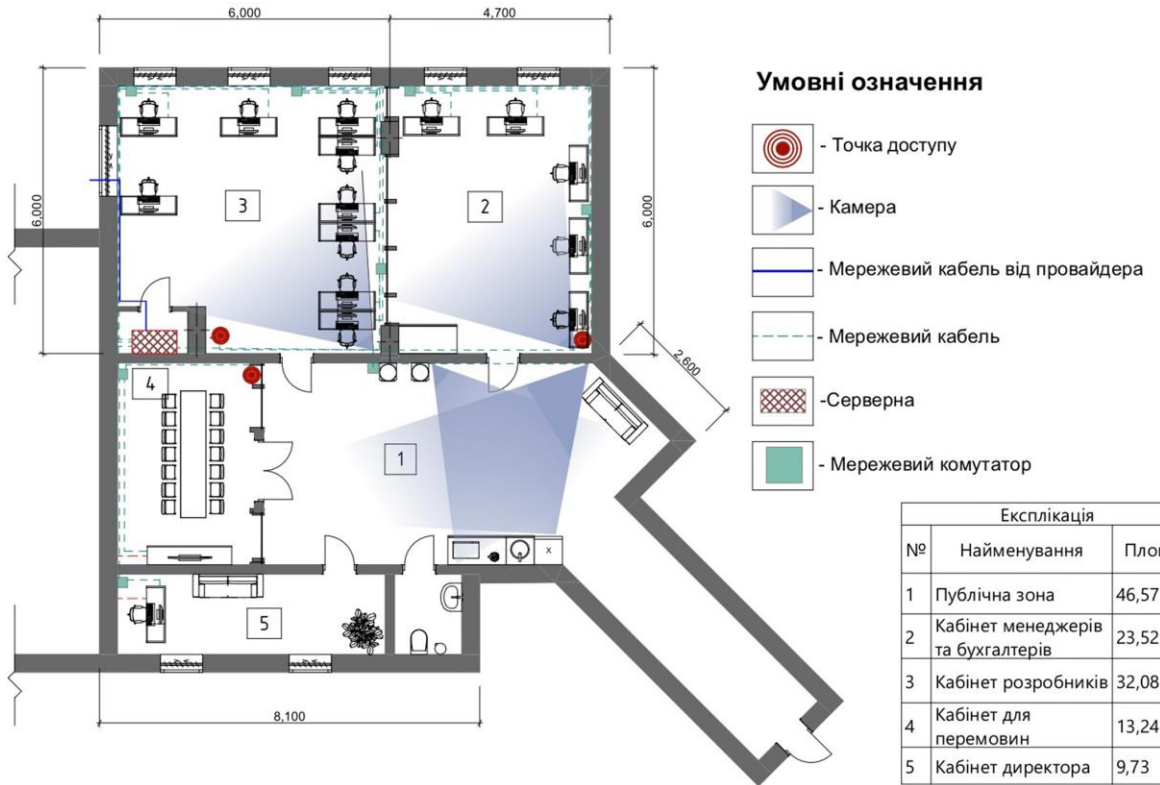 6,000
4,700
6,000
6,000
2,600
8,100
3
2
4
1
5
x
Умовні означення
- Точка доступу
- Камера
- Мережевий кабель від провайдера
- Мережевий кабель
-Серверна
- Мережевий комутатор
Експлікація
№ Найменування
1 Публічна зона 46,57
2 Кабінет менеджерів та бухгалтерів 23,52
3 Кабінет розробників 32,08
4 Кабінет для перемовин 13,24
5 Кабінет директора 9,73